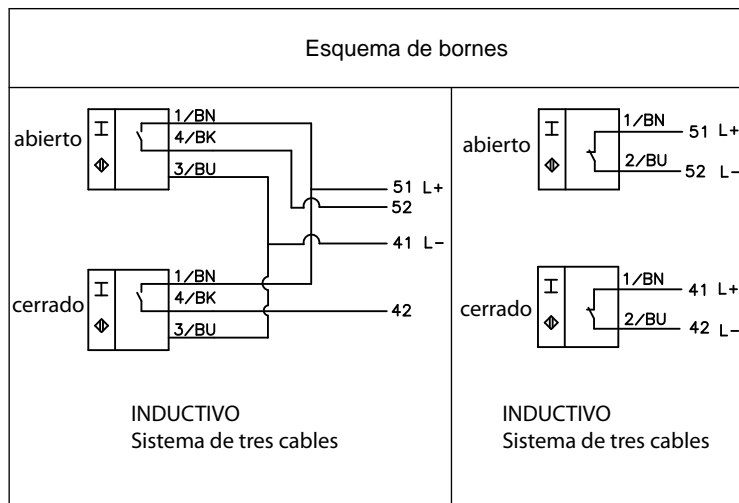 Esquema de bornes
abierto
1/BN
4/BK
3/BU
51 L+
52
41 L-
cerrado
1/BN
4/BK
3/BU
42
INDUCTIVO
Sistema de tres cables
abierto
1/BN
51 L+
2/BU
52 L-
cerrado
1/BN
41 L+
2/BU
42 L-
INDUCTIVO
Sistema de tres cables